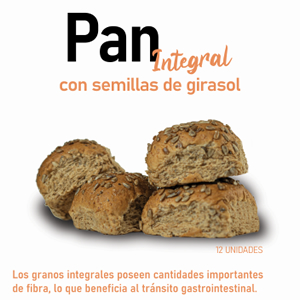 Pan
Integral
con semillas de girasol
12 UNIDADES
Los granos integrales poseen cantidades importantes
de fibra, lo que beneficia al tránsito gastrointestinal.